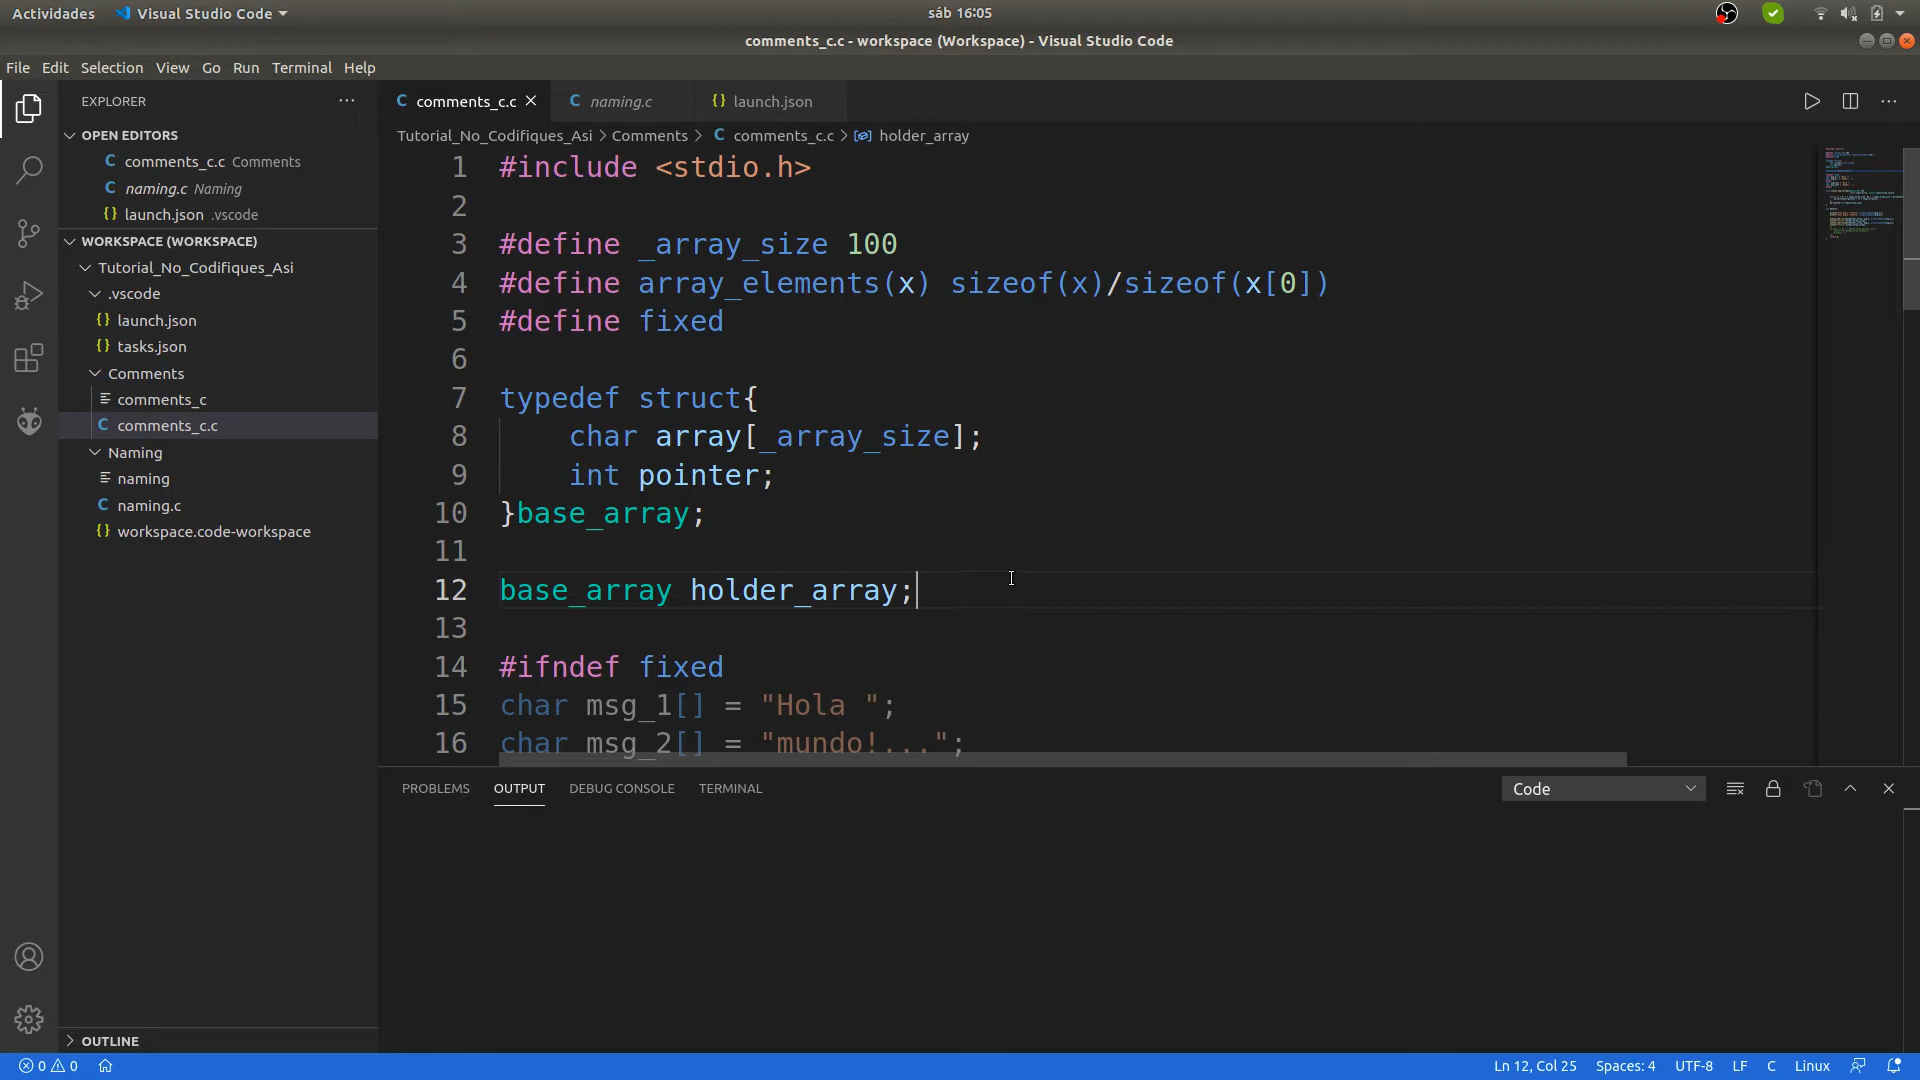 Actividades Visual Studio Code sáb 16:05
comments_c.c - workspace (Workspace) - Visual Studio Code
File Edit Selection View Go Run Terminal Help
EXPLORER
OPEN EDITORS
comments_c.c Comments
naming.c Naming
launch.json .vscode
WORKSPACE (WORKSPACE)
Tutorial_No_Codifiques_Asi
.vscode
launch.json
tasks.json
Comments
comments_c
comments_c.c
Naming
naming
naming.c
workspace.code-workspace
OUTLINE
comments_c.c naming.c launch.json
Tutorial_No_Codifiques_Asi > Comments > comments_c.c > holder_array
1 #include <stdio.h>
2
3 #define _array_size 100
4 #define array_elements(x) sizeof(x)/sizeof(x[0])
5 #define fixed
6
7 typedef struct{
8 char array[_array_size];
9 int pointer;
10 }base_array;
11
12 base_array holder_array;
13
14 #ifndef fixed
15 char msg_1[] = "Hola ";
16 char msg_2[] = "mundo!...";
PROBLEMS OUTPUT DEBUG CONSOLE TERMINAL Code
0 0 Ln 12, Col 25 Spaces: 4 UTF-8 LF C Linux